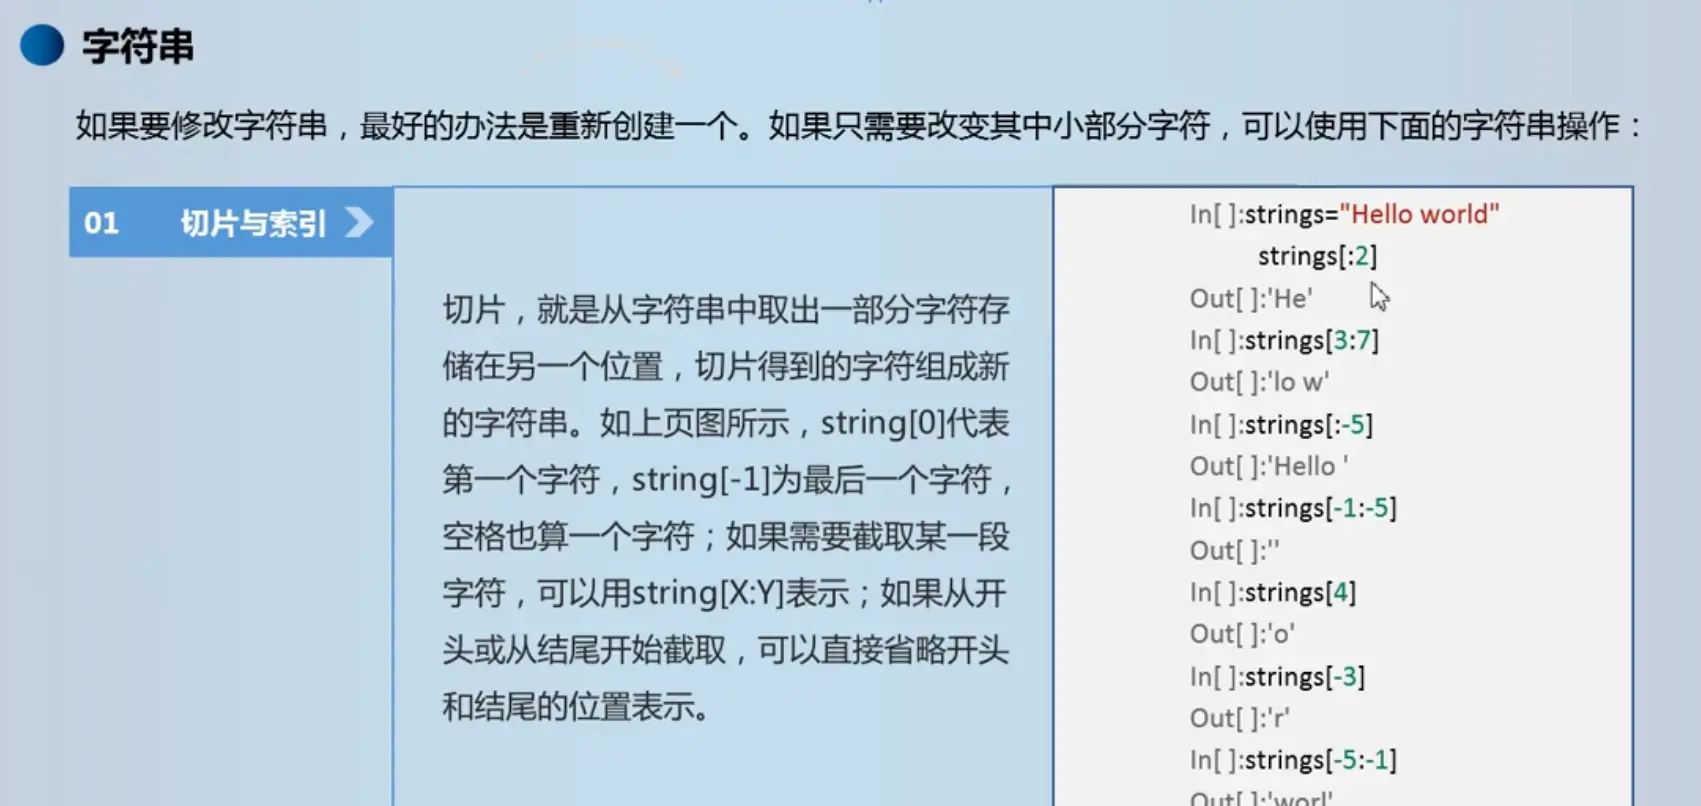 字符串
如果要修改字符串，最好的办法是重新创建一个。如果只需要改变其中小部分字符，可以使用下面的字符串操作：
01 切片与索引
切片，就是从字符串中取出一部分字符存
储在另一个位置，切片得到的字符组成新
的字符串。如上页图所示，string[0]代表
第一个字符，string[-1]为最后一个字符，
空格也算一个字符；如果需要截取某一段
字符，可以用string[X:Y]表示；如果从开
头或从结尾开始截取，可以直接省略开头
和结尾的位置表示。
In[ ]:strings="Hello world"
strings[:2]
Out[ ]:'He'
In[ ]:strings[3:7]
Out[ ]:'lo w'
In[ ]:strings[:-5]
Out[ ]:'Hello '
In[ ]:strings[-1:-5]
Out[ ]:''
In[ ]:strings[4]
Out[ ]:'o'
In[ ]:strings[-3]
Out[ ]:'r'
In[ ]:strings[-5:-1]
Out[ ]:'worl'